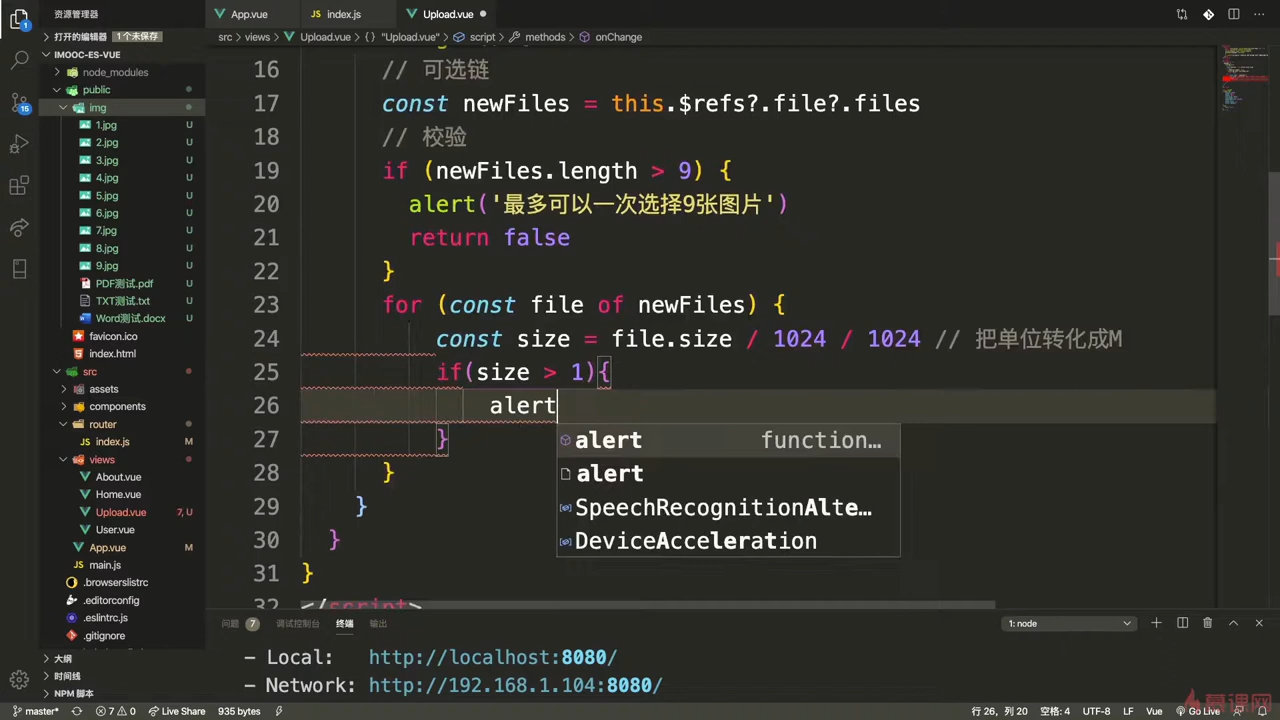 资源管理器
App.vue
index.js
Upload.vue
打开的编辑器 1个未保存
src > views > Upload.vue > {} "Upload.vue" > script > methods > onChange
IMOOC-ES-VUE
node_modules
public
img
1.jpg U
2.jpg U
3.jpg U
4.jpg U
5.jpg U
6.jpg U
7.jpg U
8.jpg U
9.jpg U
PDF测试.pdf U
TXT测试.txt U
Word测试.docx U
favicon.ico
index.html
src
assets
components
router
index.js M
views
About.vue
Home.vue
Upload.vue 7, U
User.vue
App.vue M
main.js
.browserslistrc
.editorconfig
.eslintrc.js
.gitignore
大纲
时间线
NPM 脚本
1
15
16 // 可选链
17 const newFiles = this.$refs?.file?.files
18 // 校验
19 if (newFiles.length > 9) {
20 alert('最多可以一次选择9张图片')
21 return false
22 }
23 for (const file of newFiles) {
24 const size = file.size / 1024 / 1024 // 把单位转化成M
25 if(size > 1){
26 alert
27 }
28 }
29 }
30 }
31 }
32 </script>
alert function…
alert
SpeechRecognitionAlte…
DeviceAcceleration
问题 7 调试控制台 终端 输出
1: node
- Local: http://localhost:8080/
- Network: http://192.168.1.104:8080/
master* 7 0 Live Share 935 bytes
行 26, 列 20 空格: 4 UTF-8 LF Vue Go Live
慕课网